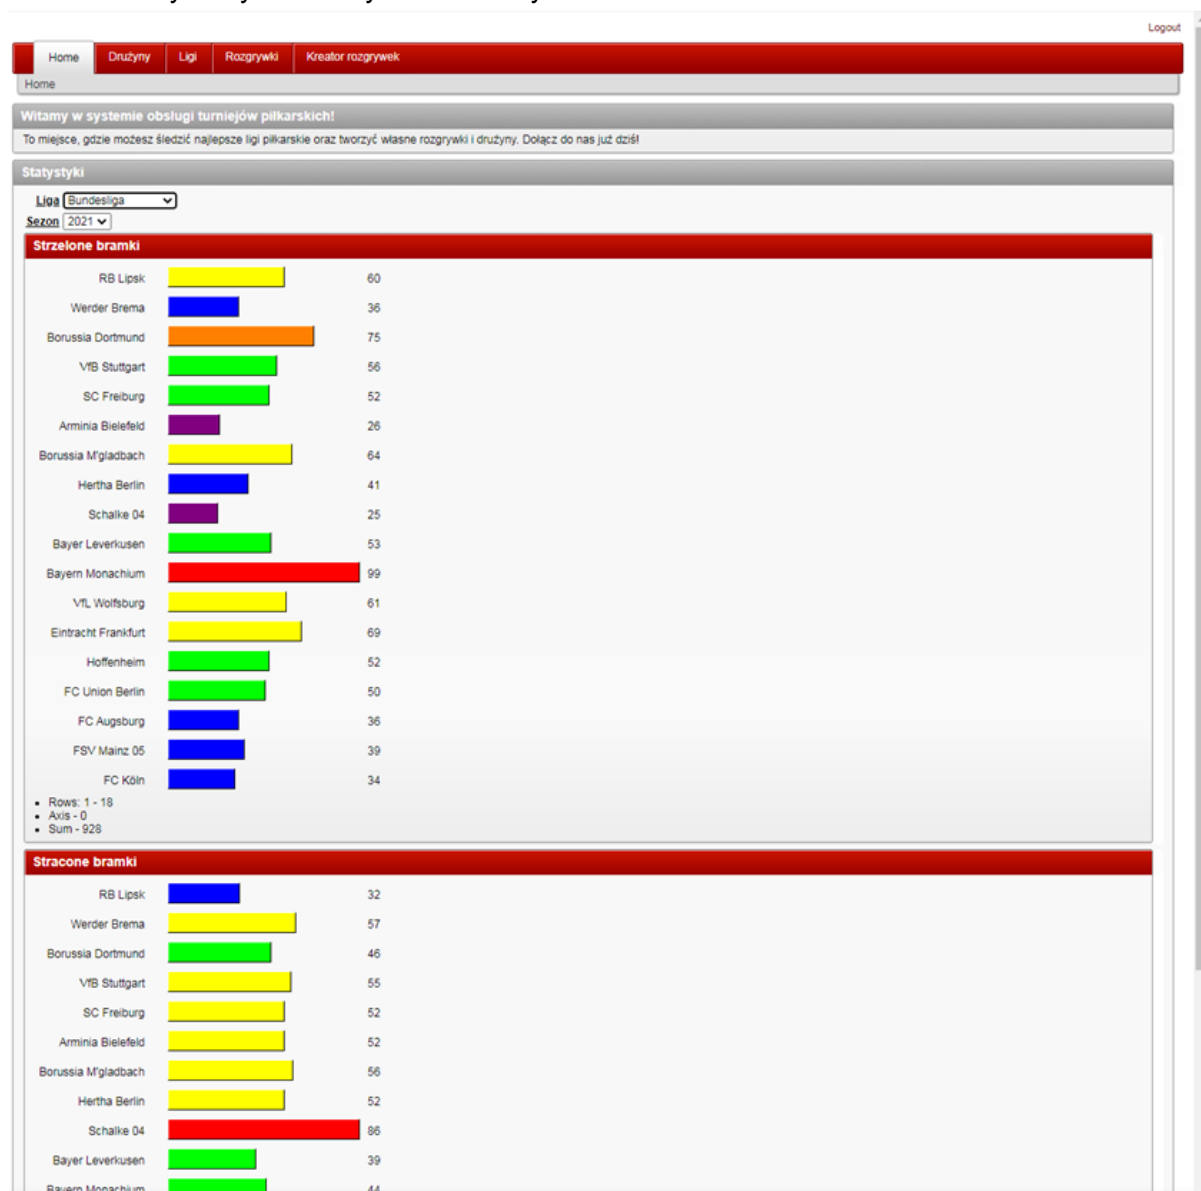 Logout
Home Drużyny Ligi Rozgrywki Kreator rozgrywek
Home
Witamy w systemie obsługi turniejów piłkarskich!
To miejsce, gdzie możesz śledzić najlepsze ligi piłkarskie oraz tworzyć własne rozgrywki i drużyny. Dołącz do nas już dziś!
Statystyki
Liga Bundesliga
Sezon 2021
Strzelone bramki
RB Lipsk 60
Werder Brema 36
Borussia Dortmund 75
VfB Stuttgart 56
SC Freiburg 52
Arminia Bielefeld 26
Borussia M'gladbach 64
Hertha Berlin 41
Schalke 04 25
Bayer Leverkusen 53
Bayern Monachium 99
VfL Wolfsburg 61
Eintracht Frankfurt 69
Hoffenheim 52
FC Union Berlin 50
FC Augsburg 36
FSV Mainz 05 39
FC Köln 34
• Rows: 1 - 18
• Axis - 0
• Sum - 928
Stracone bramki
RB Lipsk 32
Werder Brema 57
Borussia Dortmund 46
VfB Stuttgart 55
SC Freiburg 52
Arminia Bielefeld 52
Borussia M'gladbach 56
Hertha Berlin 52
Schalke 04 86
Bayer Leverkusen 39
Bayern Monachium 44